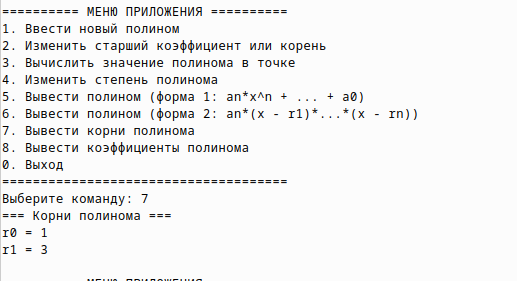 ========== МЕНЮ ПРИЛОЖЕНИЯ ==========
1. Ввести новый полином
2. Изменить старший коэффициент или корень
3. Вычислить значение полинома в точке
4. Изменить степень полинома
5. Вывести полином (форма 1: an*x^n + ... + a0)
6. Вывести полином (форма 2: an*(x - r1)*...*(x - rn))
7. Вывести корни полинома
8. Вывести коэффициенты полинома
0. Выход
=====================================
Выберите команду: 7
=== Корни полинома ===
r0 = 1
r1 = 3
МЕНЮ ПРИЛОЖЕНИЯ